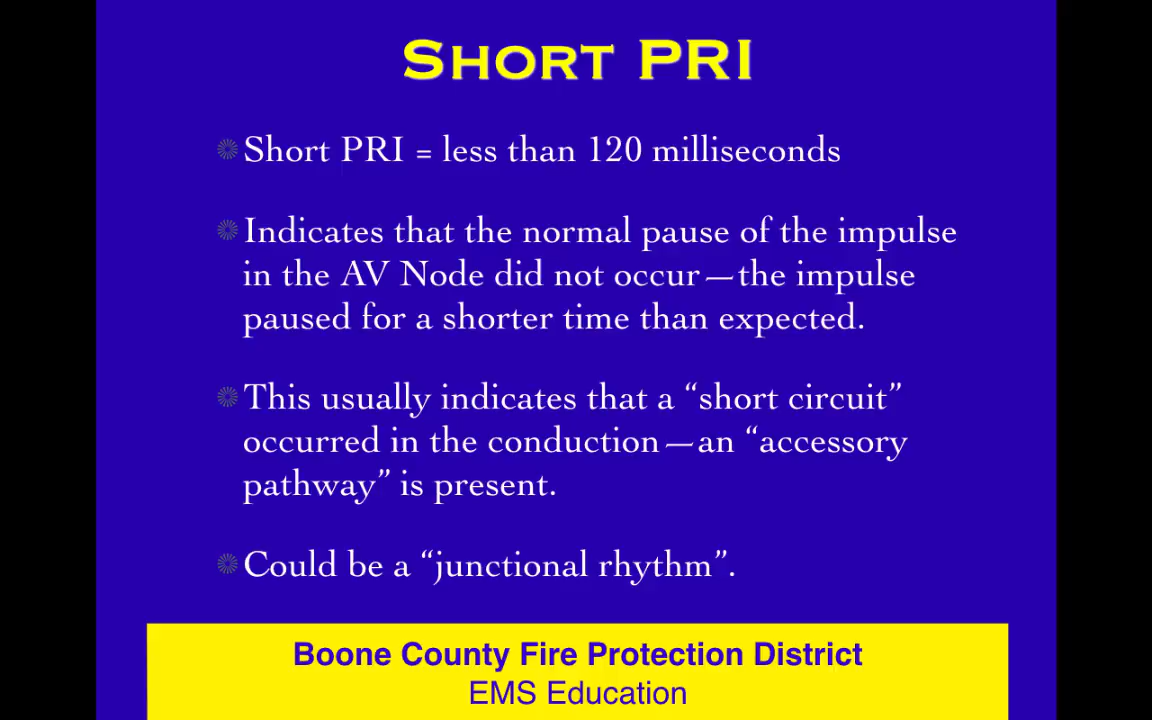 Short PRI
Short PRI = less than 120 milliseconds
Indicates that the normal pause of the impulse
in the AV Node did not occur—the impulse
paused for a shorter time than expected.
This usually indicates that a “short circuit”
occurred in the conduction—an “accessory
pathway” is present.
Could be a “junctional rhythm”.
Boone County Fire Protection District
EMS Education